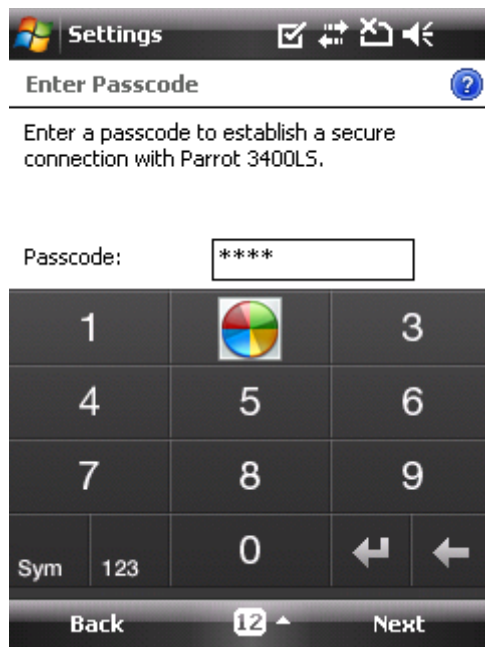 Settings
Enter Passcode
?
Enter a passcode to establish a secure
connection with Parrot 3400LS.
Passcode: ****
1 3
4 5 6
7 8 9
Sym 123 0
Back 12 Next